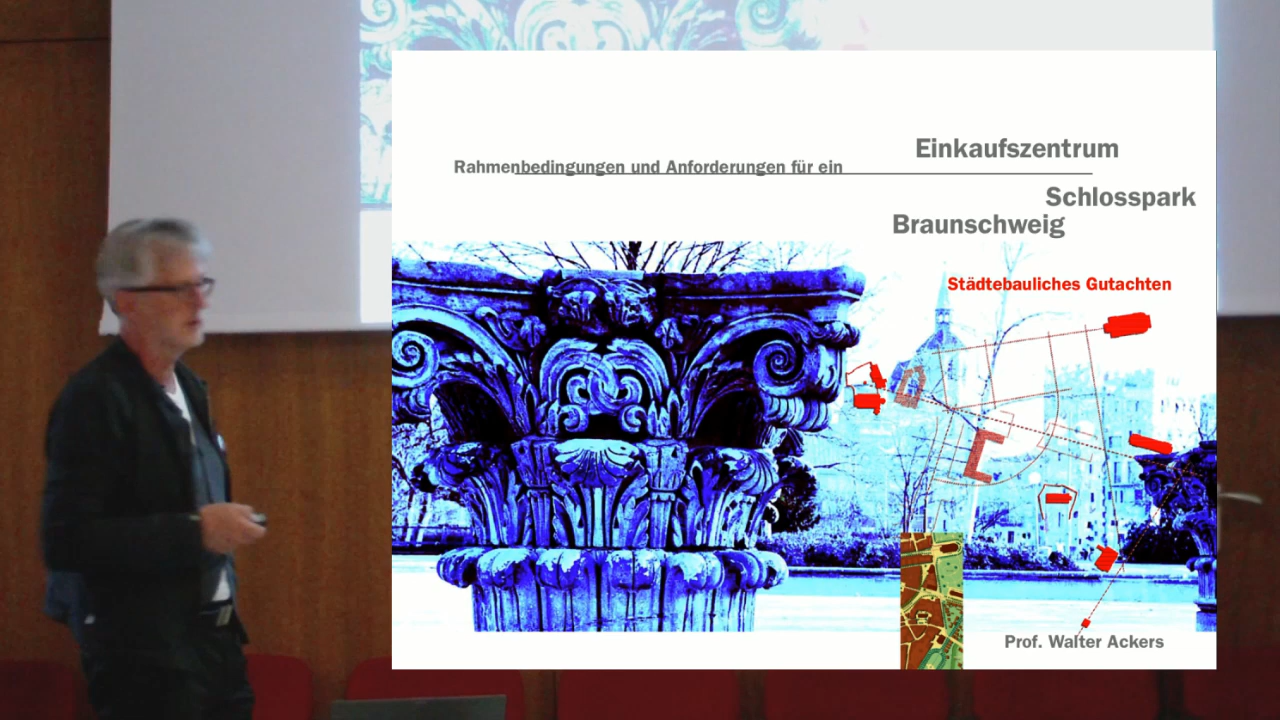 Rahmenbedingungen und Anforderungen für ein
Einkaufszentrum
Schlosspark
Braunschweig
Städtebauliches Gutachten
Prof. Walter Ackers